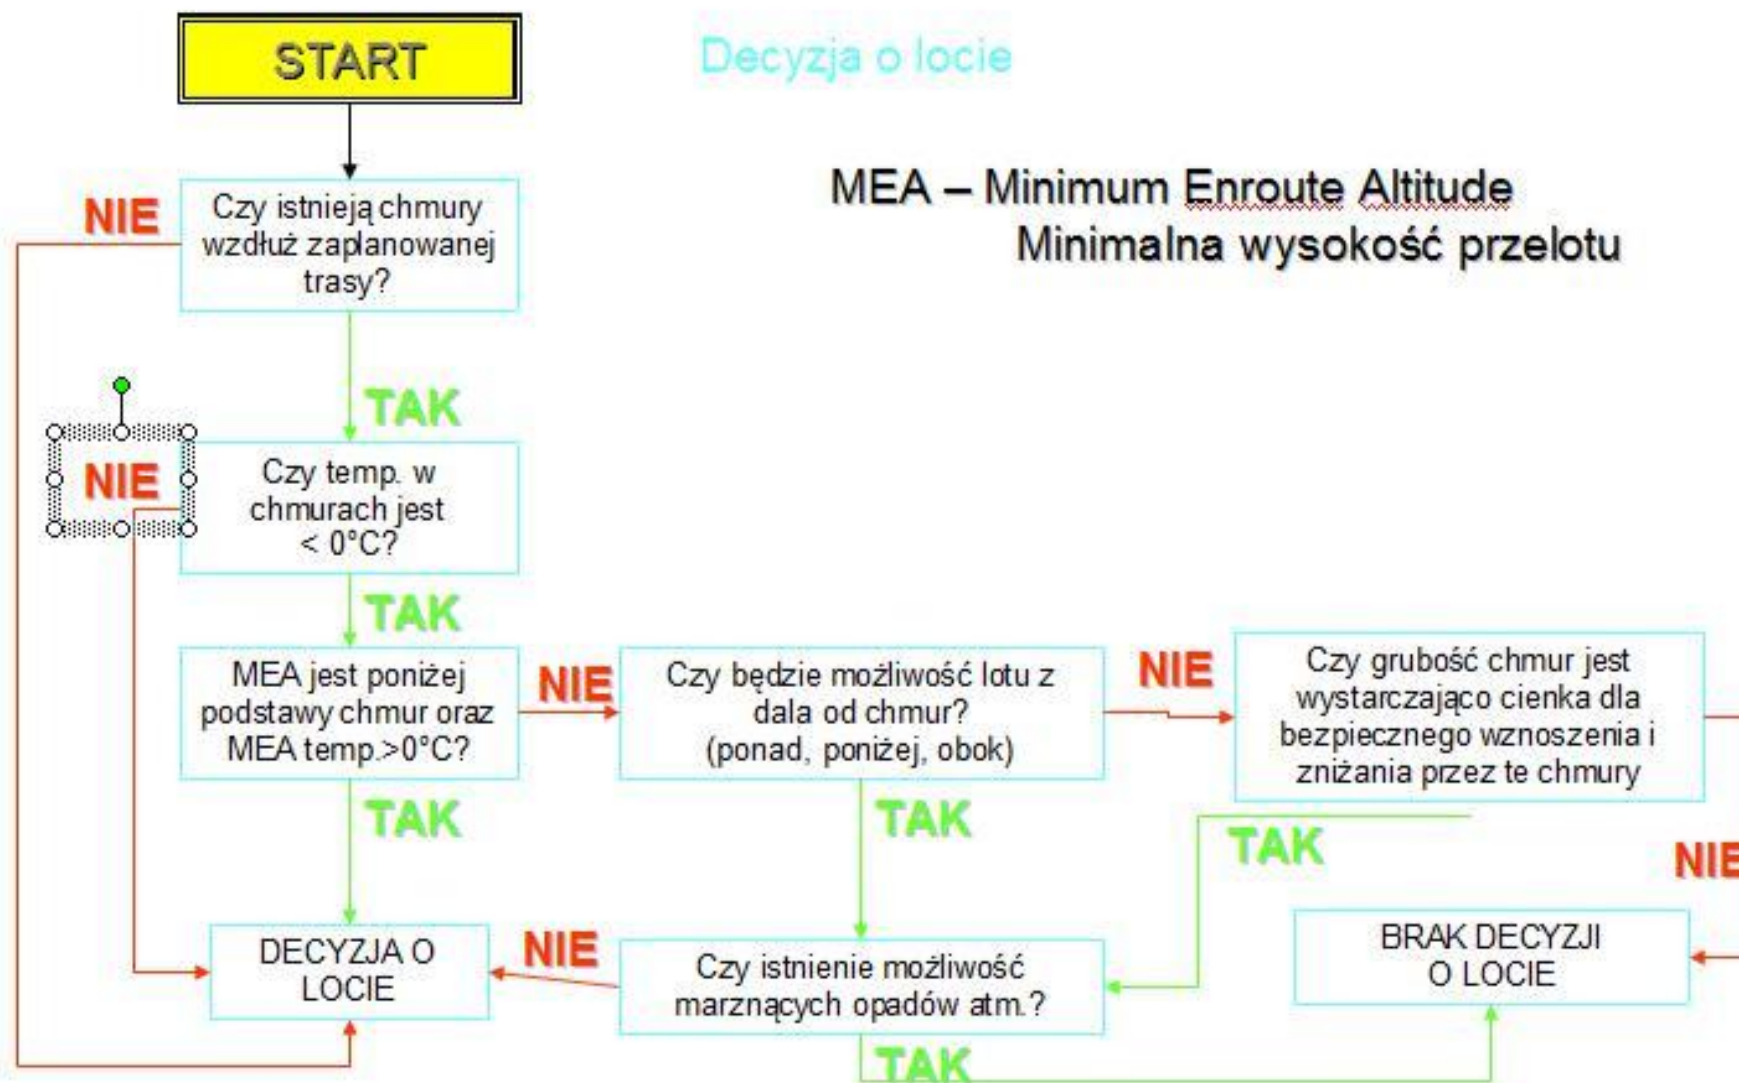 START
Decyzja o locie
MEA – Minimum Enroute Altitude
Minimalna wysokość przelotu
NIE
Czy istnieją chmury
wzdłuż zaplanowanej
trasy?
TAK
NIE
Czy temp. w
chmurach jest
< 0°C?
TAK
MEA jest poniżej
podstawy chmur oraz
MEA temp.>0°C?
NIE
Czy będzie możliwość lotu z
dala od chmur?
(ponad, poniżej, obok)
NIE
Czy grubość chmur jest
wystarczająco cienka dla
bezpiecznego wznoszenia i
zniżania przez te chmury
TAK
TAK
TAK
NIE
DECYZJA O
LOCIE
NIE
Czy istnienie możliwość
marznących opadów atm.?
BRAK DECYZJI
O LOCIE
TAK